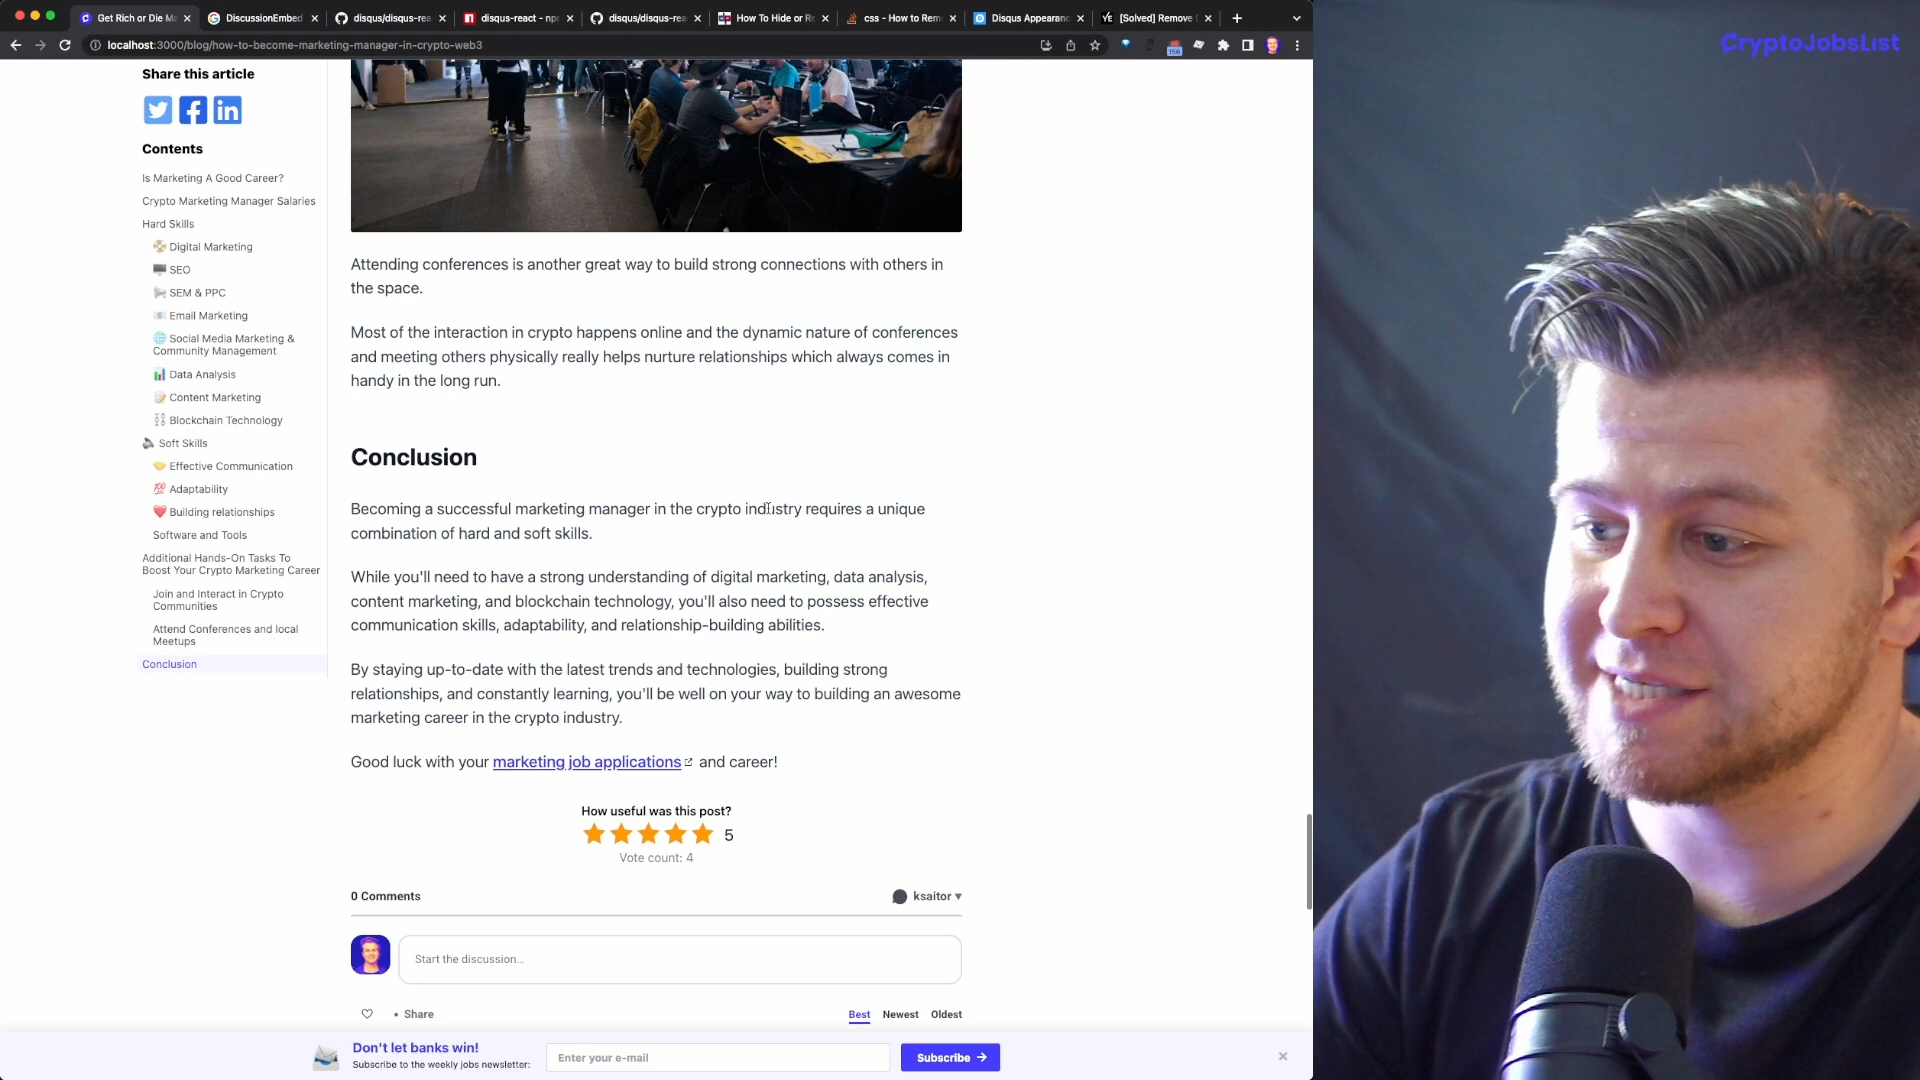 Get Rich or Die Ma
DiscussionEmbed
disqus/disqus-rea
disqus-react - npm
disqus/disqus-rea
How To Hide or Re
css - How to Rem
Disqus Appearanc
[Solved] Remove
localhost:3000/blog/how-to-become-marketing-manager-in-crypto-web3
156
CryptoJobsList
Share this article
Contents
Is Marketing A Good Career?
Crypto Marketing Manager Salaries
Hard Skills
Digital Marketing
SEO
SEM & PPC
Email Marketing
Social Media Marketing &
Community Management
Data Analysis
Content Marketing
Blockchain Technology
Soft Skills
Effective Communication
Adaptability
Building relationships
Software and Tools
Additional Hands-On Tasks To
Boost Your Crypto Marketing Career
Join and Interact in Crypto
Communities
Attend Conferences and local
Meetups
Conclusion
Attending conferences is another great way to build strong connections with others in
the space.
Most of the interaction in crypto happens online and the dynamic nature of conferences
and meeting others physically really helps nurture relationships which always comes in
handy in the long run.
Conclusion
Becoming a successful marketing manager in the crypto industry requires a unique
combination of hard and soft skills.
While you'll need to have a strong understanding of digital marketing, data analysis,
content marketing, and blockchain technology, you'll also need to possess effective
communication skills, adaptability, and relationship-building abilities.
By staying up-to-date with the latest trends and technologies, building strong
relationships, and constantly learning, you'll be well on your way to building an awesome
marketing career in the crypto industry.
Good luck with your marketing job applications and career!
How useful was this post?
5
Vote count: 4
0 Comments
ksaitor
Start the discussion...
• Share
Best Newest Oldest
Don't let banks win!
Subscribe to the weekly jobs newsletter:
Enter your e-mail
Subscribe →